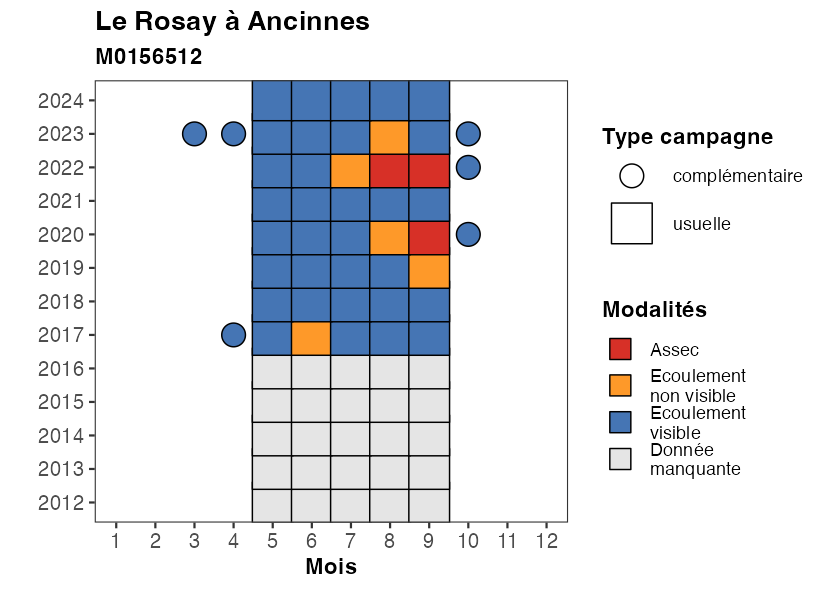 Le Rosay à Ancinnes
M0156512
2024
2023
2022
2021
2020
2019
2018
2017
2016
2015
2014
2013
2012
1 2 3 4 5 6 7 8 9 10 11 12
Mois
Type campagne
complémentaire
usuelle
Modalités
Assec
Ecoulement
non visible
Ecoulement
visible
Donnée
manquante